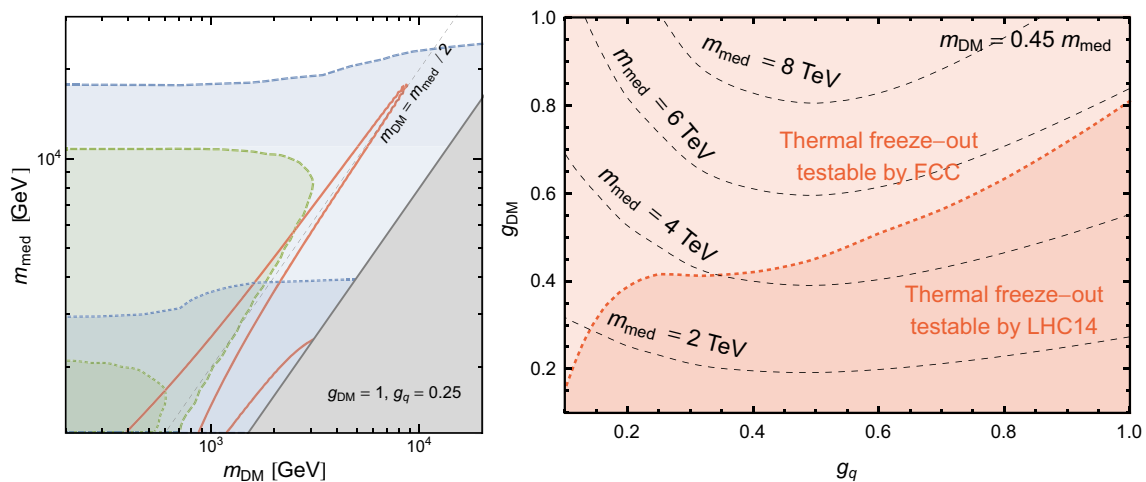 10⁴
m_med [GeV]
m_DM = m_med / 2
g_DM = 1, g_q = 0.25
10³
10⁴
m_DM [GeV]
1.0
0.8
0.6
0.4
0.2
g_DM
m_DM = 0.45 m_med
m_med = 8 TeV
m_med = 6 TeV
Thermal freeze–out
testable by FCC
m_med = 4 TeV
Thermal freeze–out
testable by LHC14
m_med = 2 TeV
0.2
0.4
0.6
0.8
1.0
g_q